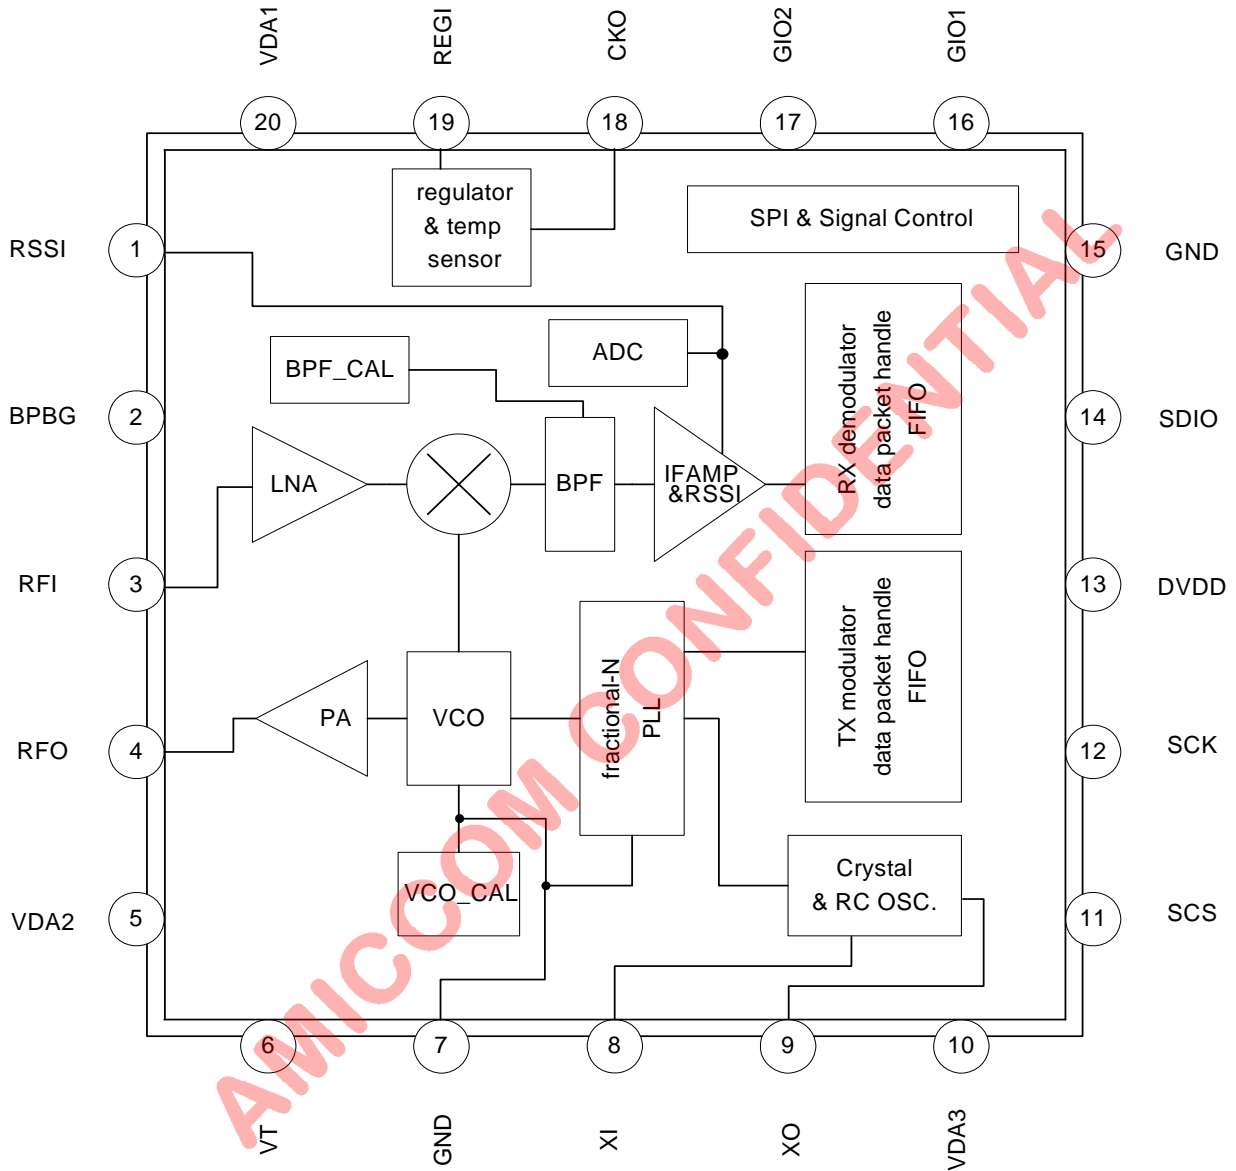 VDA1
REGI
CKO
GIO2
GIO1
20
19
18
17
16
regulator
& temp
sensor
SPI & Signal Control
RSSI
1
15
GND
ADC
BPF_CAL
RX demodulator
data packet handle
FIFO
BPBG
2
14
SDIO
LNA
BPF
IFAMP
&RSSI
RFI
3
13
DVDD
TX modulator
data packet handle
FIFO
fractional-N
PLL
PA
VCO
RFO
4
12
SCK
VCO_CAL
Crystal
& RC OSC.
VDA2
5
11
SCS
6
7
8
9
10
VT
GND
XI
XO
VDA3
AMICCOM CONFIDENTIAL